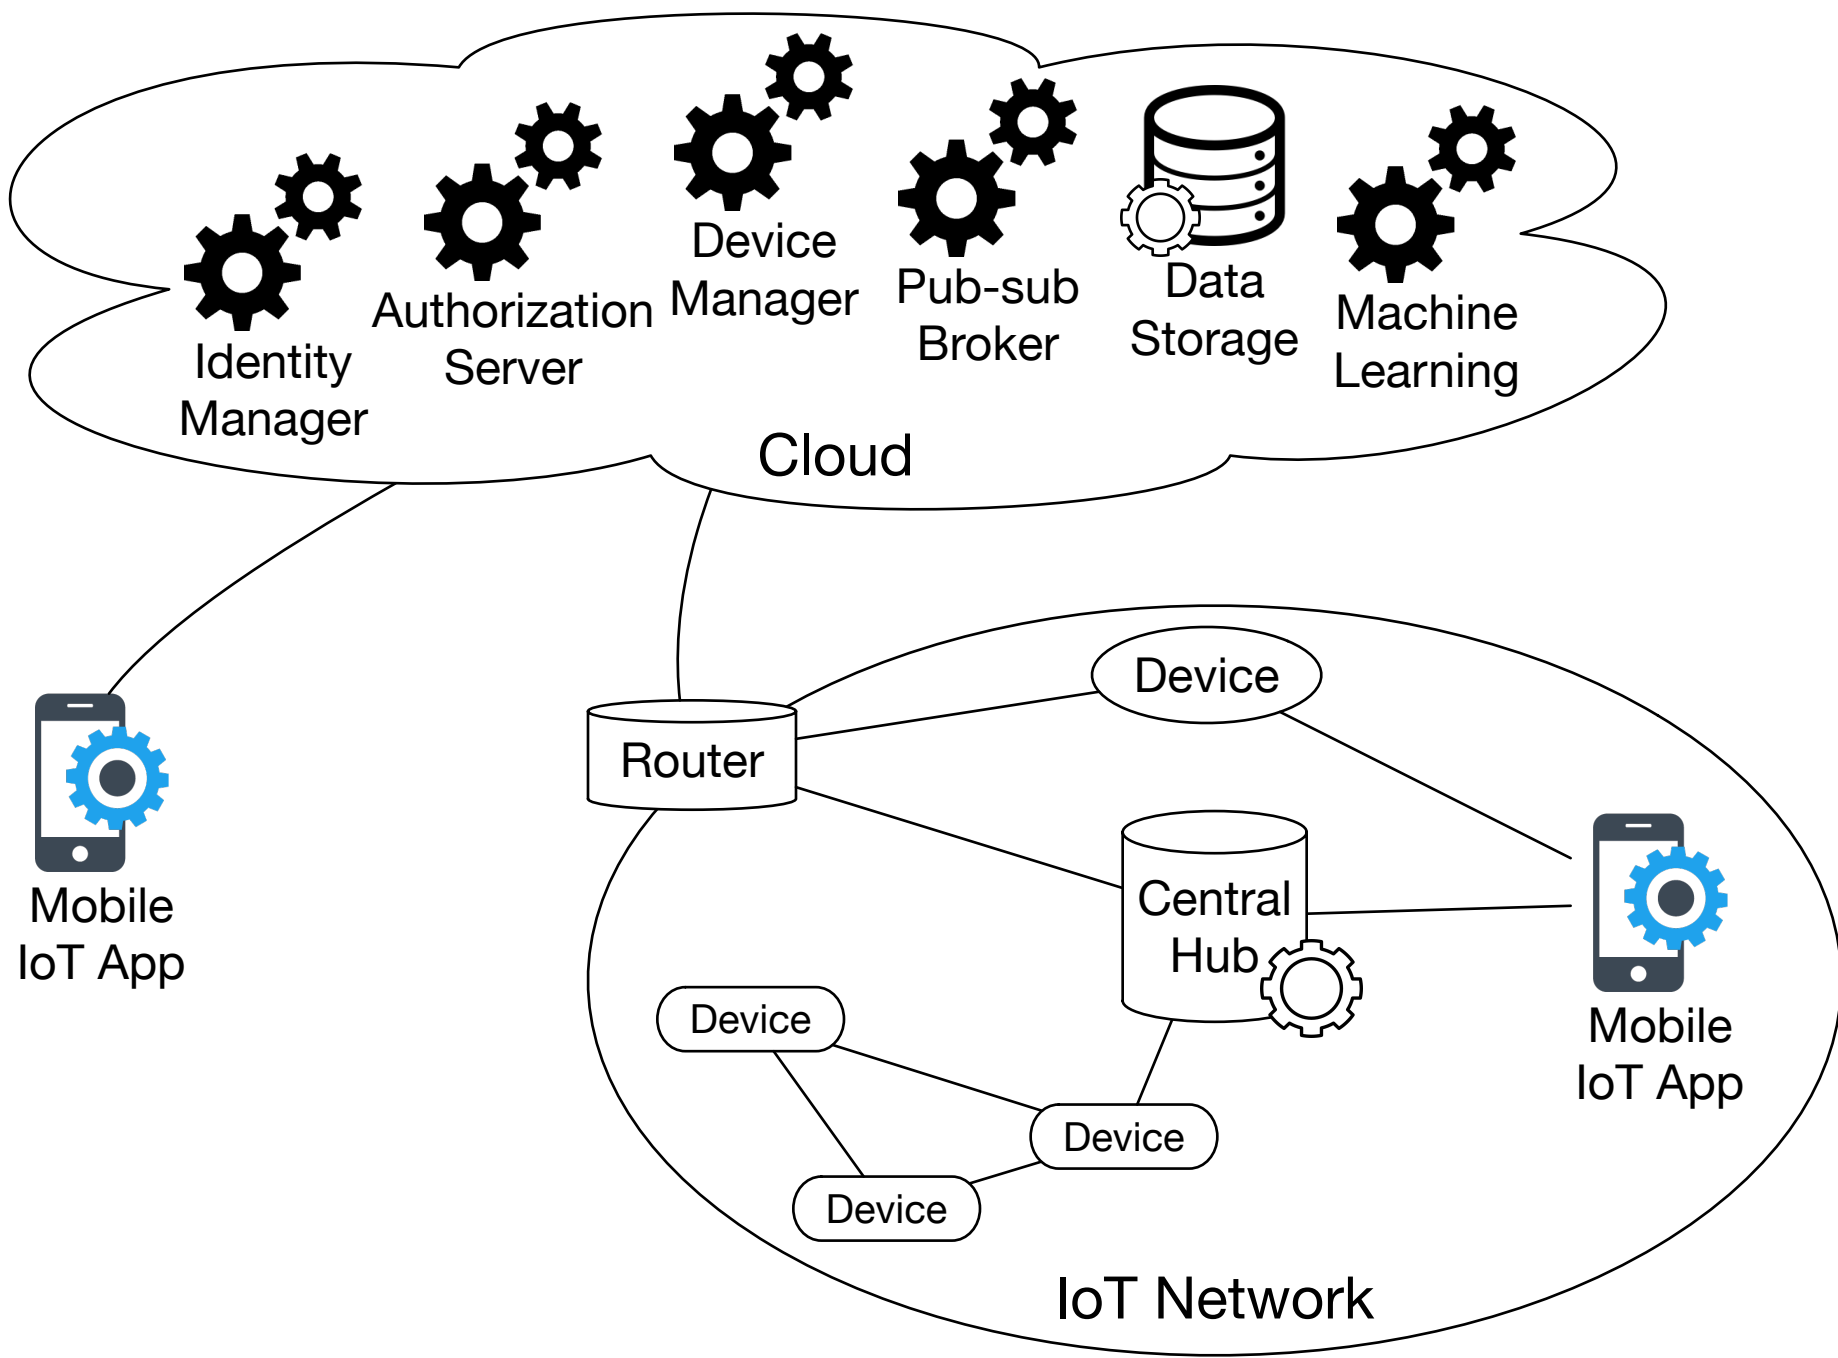 Identity
Manager
Authorization
Server
Device
Manager
Pub-sub
Broker
Data
Storage
Machine
Learning
Cloud
Mobile
IoT App
Router
Device
Central
Hub
Mobile
IoT App
Device
Device
Device
IoT Network